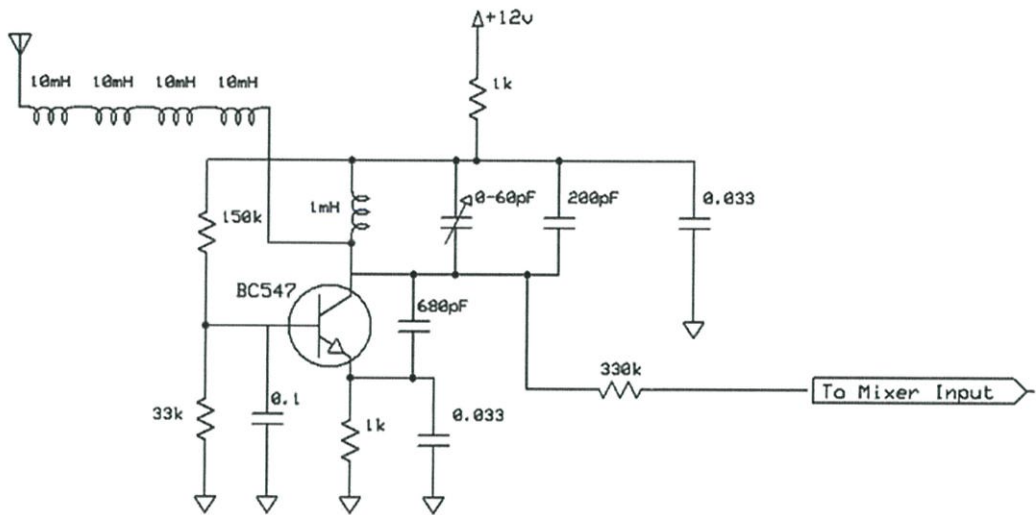 +12v
10mH 10mH 10mH 10mH
1k
150k
1mH
0-60pF
200pF
0.033
BC547
680pF
330k
To Mixer Input
33k
0.1
1k
0.033